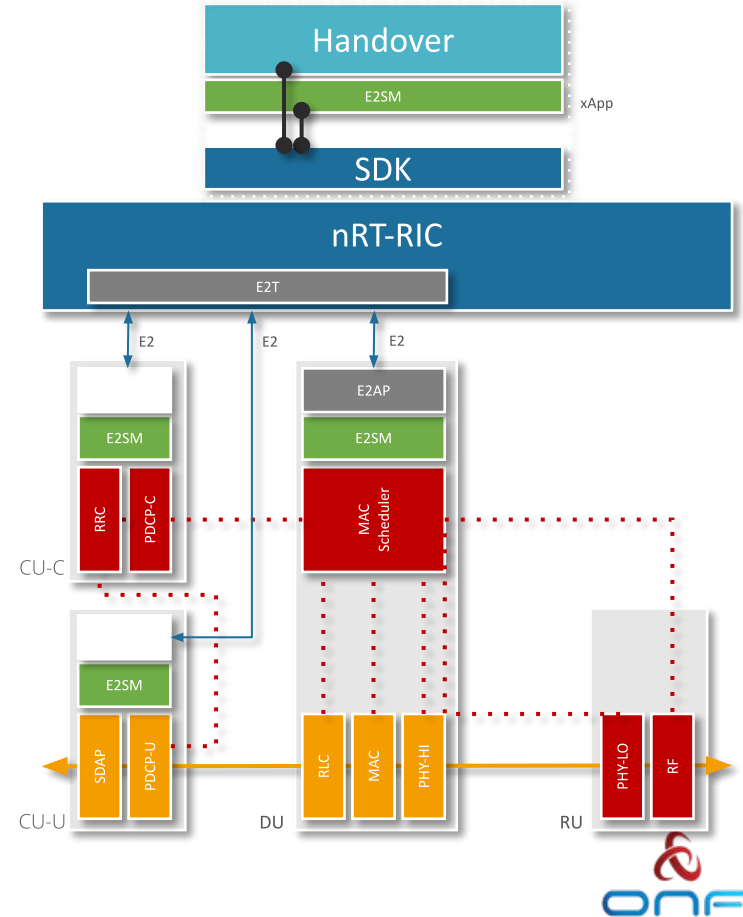 Handover
E2SM
xApp
SDK
nRT-RIC
E2T
E2
E2
E2
E2AP
E2SM
E2SM
RRC
PDCP-C
MAC
Scheduler
CU-C
E2SM
SDAP
PDCP-U
RLC
MAC
PHY-HI
PHY-LO
RF
CU-U
DU
RU
ONF